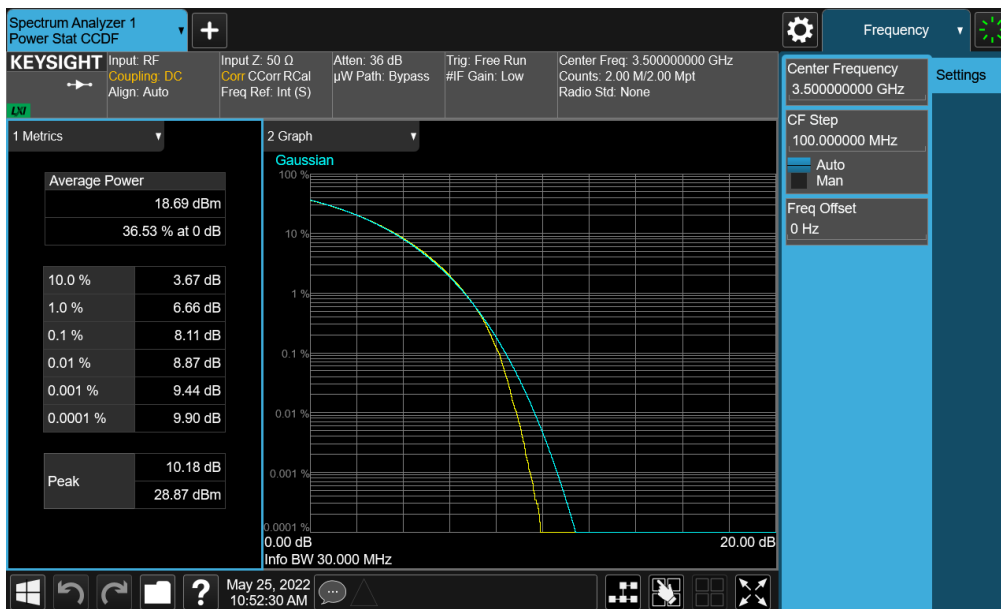 Spectrum Analyzer 1
Power Stat CCDF
Frequency
KEYSIGHT
LXI
Input: RF
Coupling: DC
Align: Auto
Input Z: 50 Ω
Corr CCorr RCal
Freq Ref: Int (S)
Atten: 36 dB
µW Path: Bypass
Trig: Free Run
#IF Gain: Low
Center Freq: 3.500000000 GHz
Counts: 2.00 M/2.00 Mpt
Radio Std: None
Center Frequency
3.500000000 GHz
Settings
CF Step
100.000000 MHz
Auto
Man
Freq Offset
0 Hz
1 Metrics
Average Power
18.69 dBm
36.53 % at 0 dB
10.0 % 3.67 dB
1.0 % 6.66 dB
0.1 % 8.11 dB
0.01 % 8.87 dB
0.001 % 9.44 dB
0.0001 % 9.90 dB
Peak
10.18 dB
28.87 dBm
2 Graph
Gaussian
100 %
10 %
1 %
0.1 %
0.01 %
0.001 %
0.0001 %
0.00 dB 20.00 dB
Info BW 30.000 MHz
?
May 25, 2022
10:52:30 AM